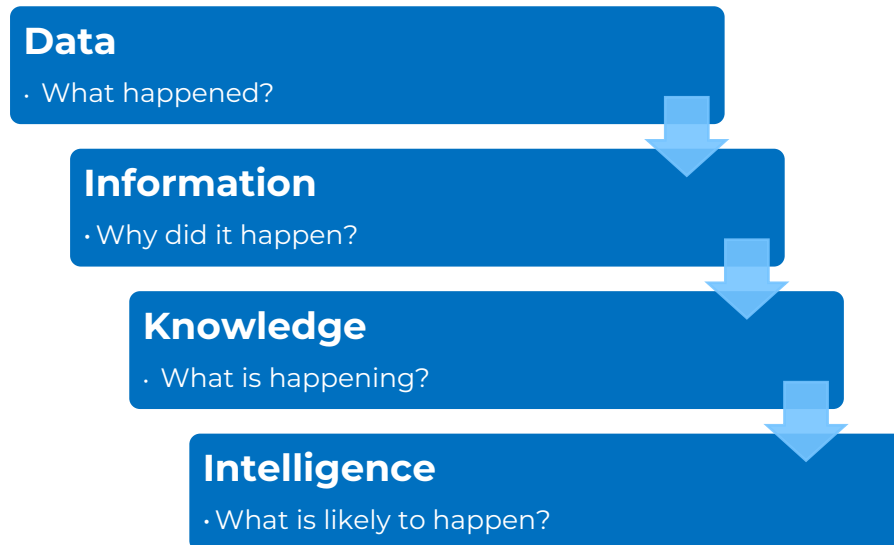 Data
· What happened?
Information
· Why did it happen?
Knowledge
· What is happening?
Intelligence
· What is likely to happen?